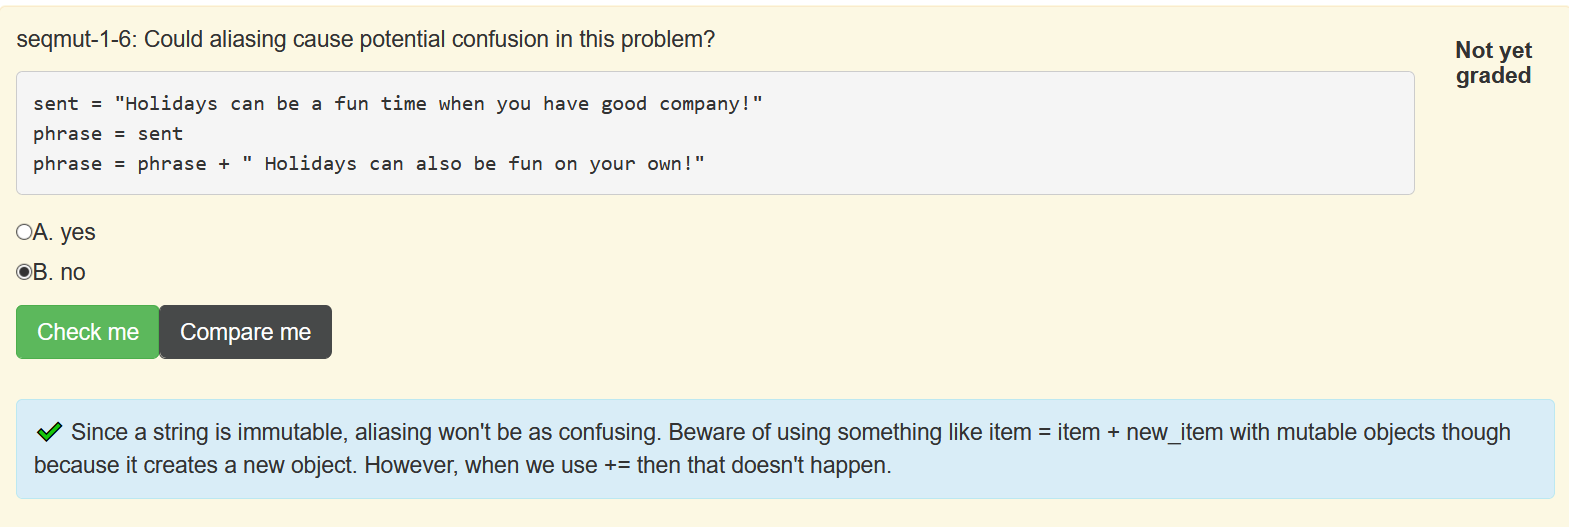 seqmut-1-6: Could aliasing cause potential confusion in this problem?
Not yet
graded
sent = "Holidays can be a fun time when you have good company!"
phrase = sent
phrase = phrase + " Holidays can also be fun on your own!"
A. yes
B. no
Check me
Compare me
Since a string is immutable, aliasing won't be as confusing. Beware of using something like item = item + new_item with mutable objects though
because it creates a new object. However, when we use += then that doesn't happen.